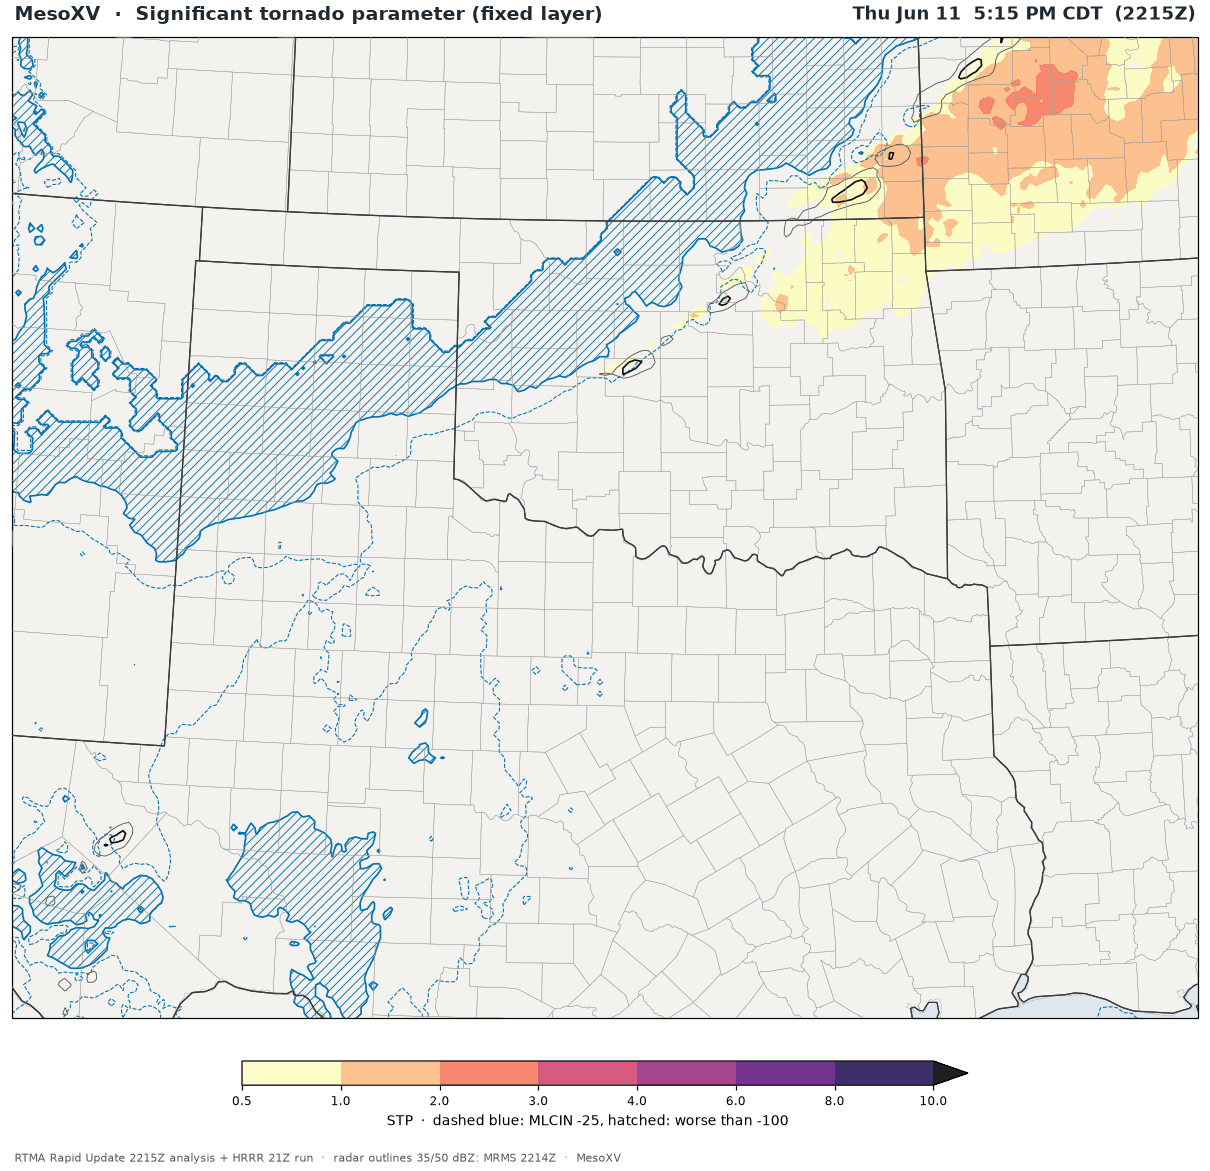 MesoXV · Significant tornado parameter (fixed layer)
Thu Jun 11 5:15 PM CDT (2215Z)
0.5 1.0 2.0 3.0 4.0 6.0 8.0 10.0
STP · dashed blue: MLCIN -25, hatched: worse than -100
RTMA Rapid Update 2215Z analysis + HRRR 21Z run · radar outlines 35/50 dBZ: MRMS 2214Z · MesoXV